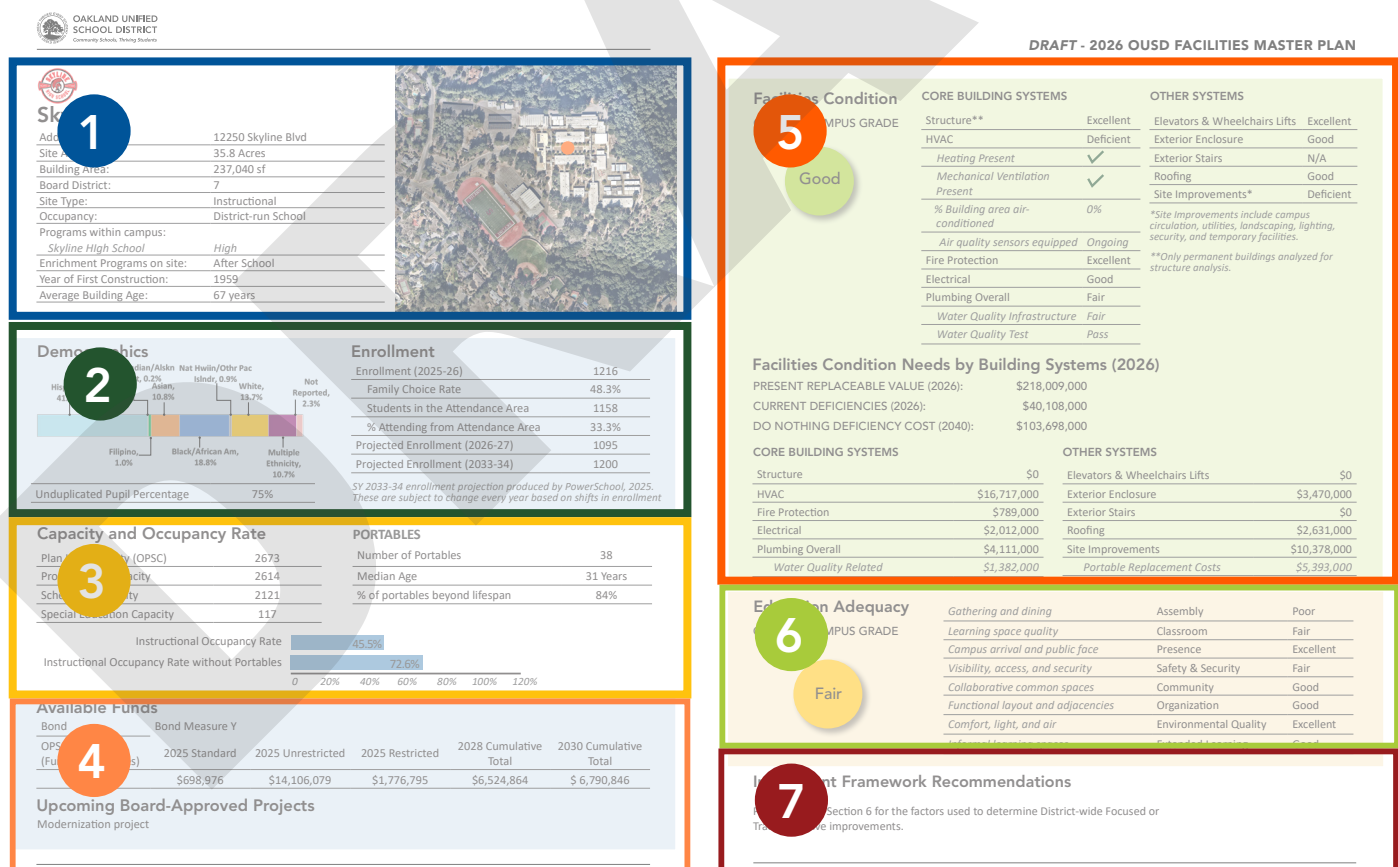 OAKLAND UNIFIED
SCHOOL DISTRICT
Community Schools, Thriving Students
DRAFT - 2026 OUSD FACILITIES MASTER PLAN
1
12250 Skyline Blvd
35.8 Acres
Building Area: 237,040 sf
Board District: 7
Site Type: Instructional
Occupancy: District-run School
Programs within campus:
Skyline HIgh School High
Enrichment Programs on site: After School
Year of First Construction: 1959
Average Building Age: 67 years
2
Nat Hwiin/Othr Pac
Islndr, 0.9%
0.2%
Asian,
10.8%
White,
13.7%
Not
Reported,
2.3%
Filipino,
1.0%
Black/African Am,
18.8%
Multiple
Ethnicity,
10.7%
Unduplicated Pupil Percentage 75%
Enrollment
Enrollment (2025-26) 1216
Family Choice Rate 48.3%
Students in the Attendance Area 1158
% Attending from Attendance Area 33.3%
Projected Enrollment (2026-27) 1095
Projected Enrollment (2033-34) 1200
SY 2033-34 enrollment projection produced by PowerSchool, 2025.
These are subject to change every year based on shifts in enrollment
3
Capacity and Occupancy Rate
(OPSC) 2673
2614
2121
Special Capacity 117
PORTABLES
Number of Portables 38
Median Age 31 Years
% of portables beyond lifespan 84%
Instructional Occupancy Rate 45.5%
Instructional Occupancy Rate without Portables 72.6%
0 20% 40% 60% 80% 100% 120%
4
Available Funds
Bond Bond Measure Y
2025 Standard 2025 Unrestricted 2025 Restricted 2028 Cumulative Total 2030 Cumulative Total
$698,976 $14,106,079 $1,776,795 $6,524,864 $ 6,790,846
Upcoming Board-Approved Projects
Modernization project
5
Condition
GRADE
Good
CORE BUILDING SYSTEMS
Structure** Excellent
HVAC Deficient
Heating Present
Mechanical Ventilation
Present
% Building area air-
conditioned 0%
Air quality sensors equipped Ongoing
Fire Protection Excellent
Electrical Good
Plumbing Overall Fair
Water Quality Infrastructure Fair
Water Quality Test Pass
OTHER SYSTEMS
Elevators & Wheelchairs Lifts Excellent
Exterior Enclosure Good
Exterior Stairs N/A
Roofing Good
Site Improvements* Deficient
*Site Improvements include campus
circulation, utilities, landscaping, lighting,
security, and temporary facilities.
**Only permanent buildings analyzed for
structure analysis.
Facilities Condition Needs by Building Systems (2026)
PRESENT REPLACEABLE VALUE (2026): $218,009,000
CURRENT DEFICIENCIES (2026): $40,108,000
DO NOTHING DEFICIENCY COST (2040): $103,698,000
CORE BUILDING SYSTEMS
Structure $0
HVAC $16,717,000
Fire Protection $789,000
Electrical $2,012,000
Plumbing Overall $4,111,000
Water Quality Related $1,382,000
OTHER SYSTEMS
Elevators & Wheelchairs Lifts $0
Exterior Enclosure $3,470,000
Exterior Stairs $0
Roofing $2,631,000
Site Improvements $10,378,000
Portable Replacement Costs $5,393,000
6
Adequacy
GRADE
Fair
Gathering and dining Assembly Poor
Learning space quality Classroom Fair
Campus arrival and public face Presence Excellent
Visibility, access, and security Safety & Security Fair
Collaborative common spaces Community Good
Functional layout and adjacencies Organization Good
Comfort, light, and air Environmental Quality Excellent
7
Framework Recommendations
Section 6 for the factors used to determine District-wide Focused or
improvements.